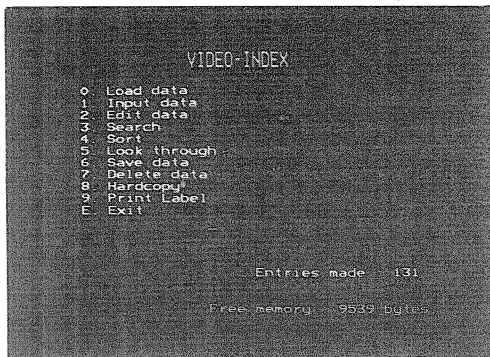 VIDEO-INDEX
0. Load data
1. Input data
2. Edit data
3. Search
4. Sort
5. Look through
6. Save data
7. Delete data
8. Hardcopy
9. Print Label
E. Exit
Entries made : 131
Free memory: 9539 bytes